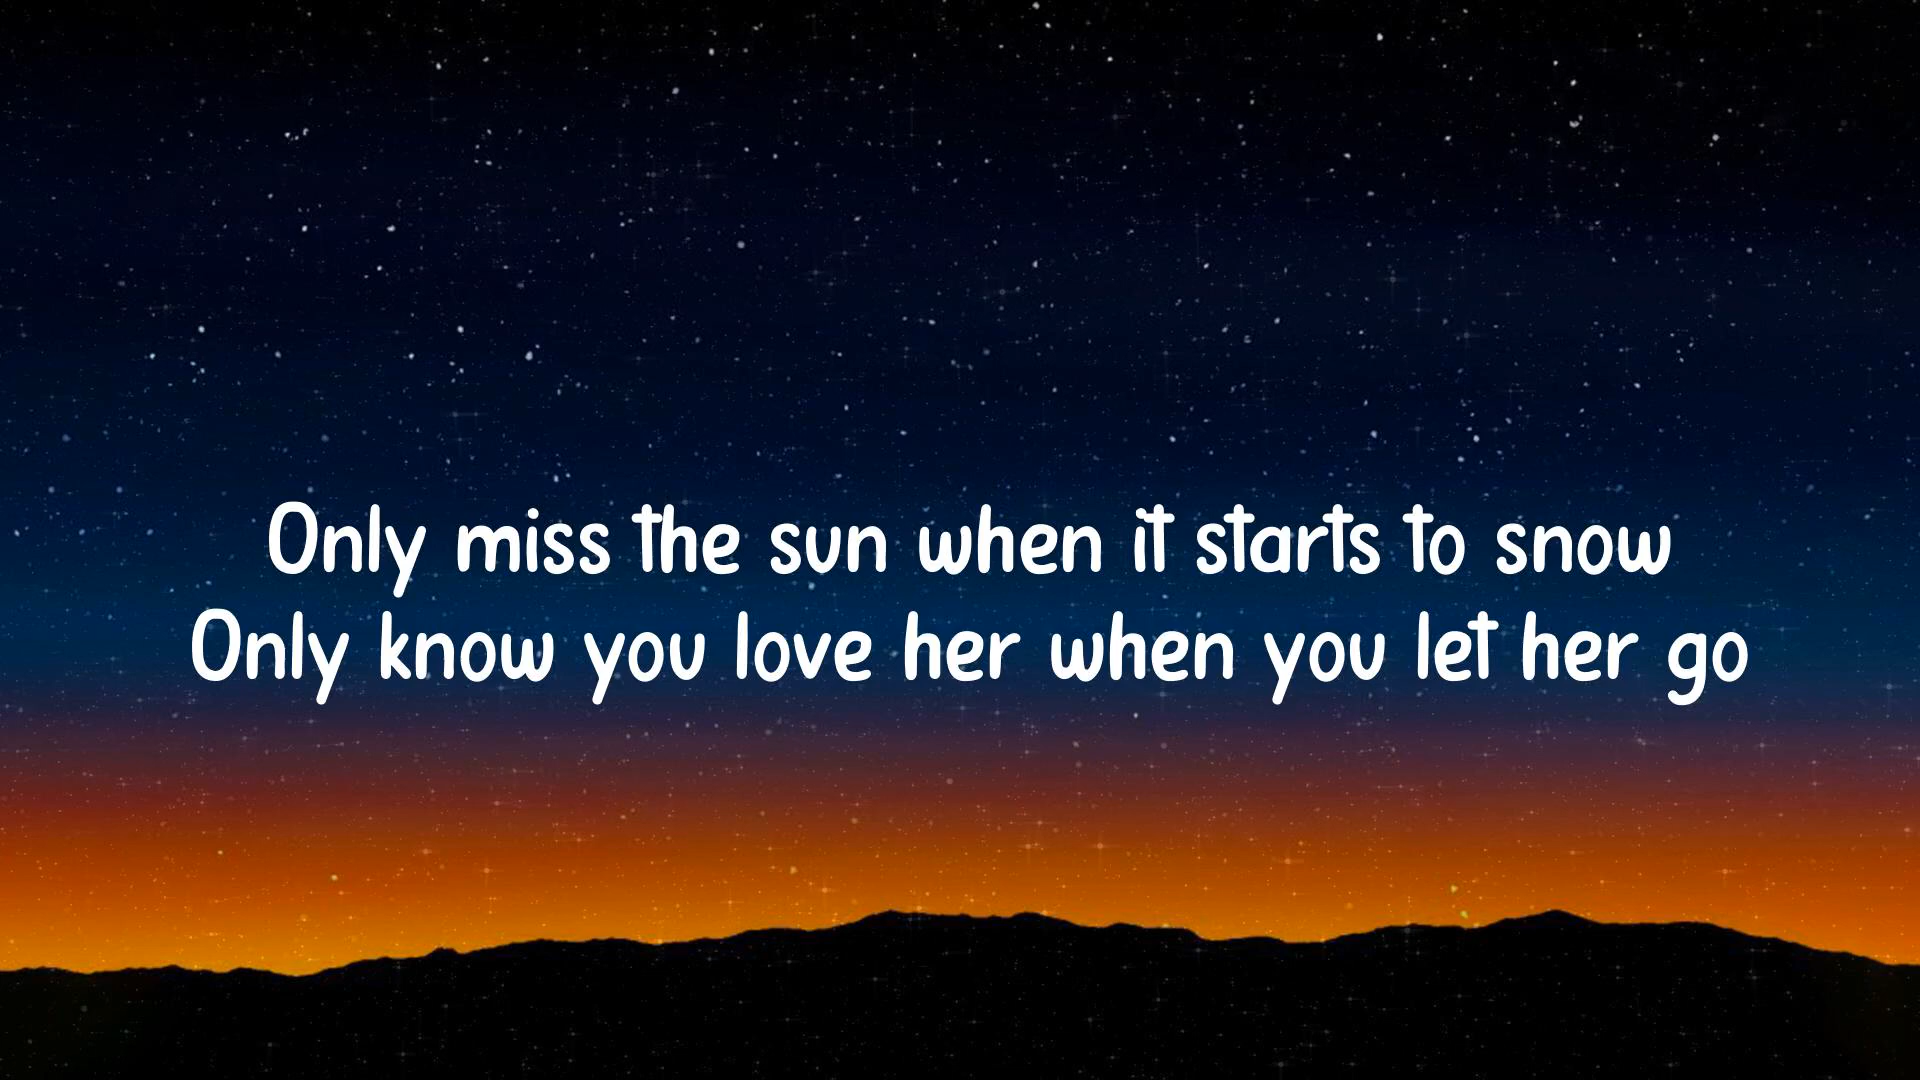 Only miss the sun when it starts to snow
Only know you love her when you let her go